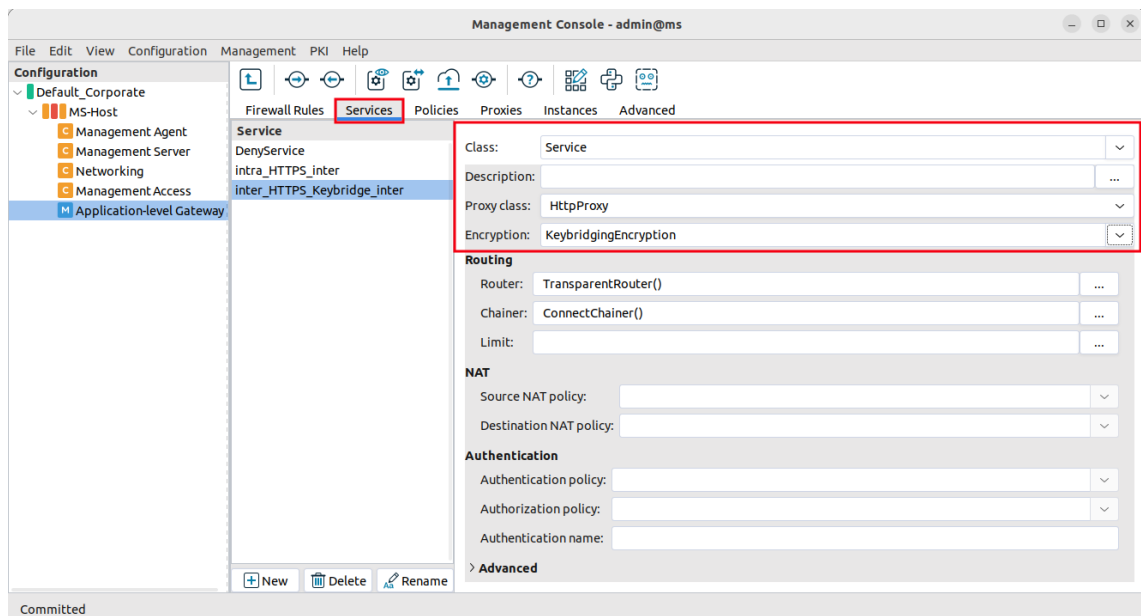 Management Console - admin@ms
File Edit View Configuration Management PKI Help
Configuration
Default_Corporate
MS-Host
C Management Agent
C Management Server
C Networking
C Management Access
M Application-level Gateway
Firewall Rules Services Policies Proxies Instances Advanced
Service
DenyService
intra_HTTPS_inter
inter_HTTPS_Keybridge_inter
New Delete Aa Rename
Class: Service
Description: ...
Proxy class: HttpProxy
Encryption: KeybridgingEncryption
Routing
Router: TransparentRouter() ...
Chainer: ConnectChainer() ...
Limit: ...
NAT
Source NAT policy:
Destination NAT policy:
Authentication
Authentication policy:
Authorization policy:
Authentication name:
Advanced
Committed